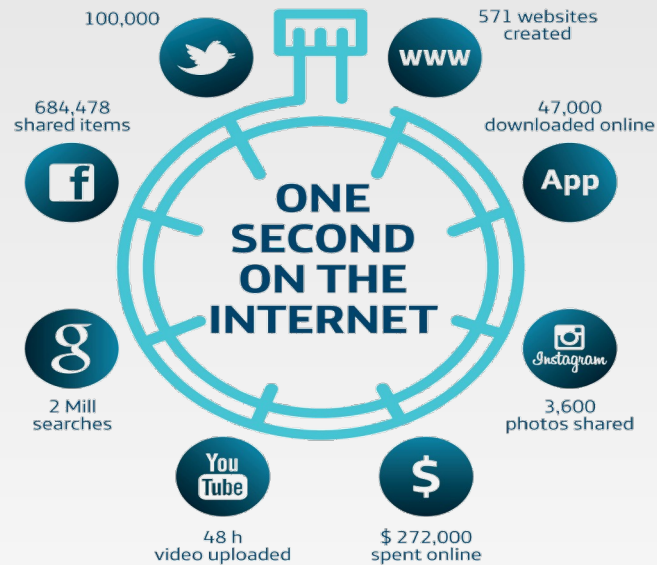 100,000
571 websites
created
www
684,478
shared items
f
47,000
downloaded online
App
ONE
SECOND
ON THE
INTERNET
g
2 Mill
searches
Instagram
3,600
photos shared
You
Tube
48 h
video uploaded
$
$ 272,000
spent online